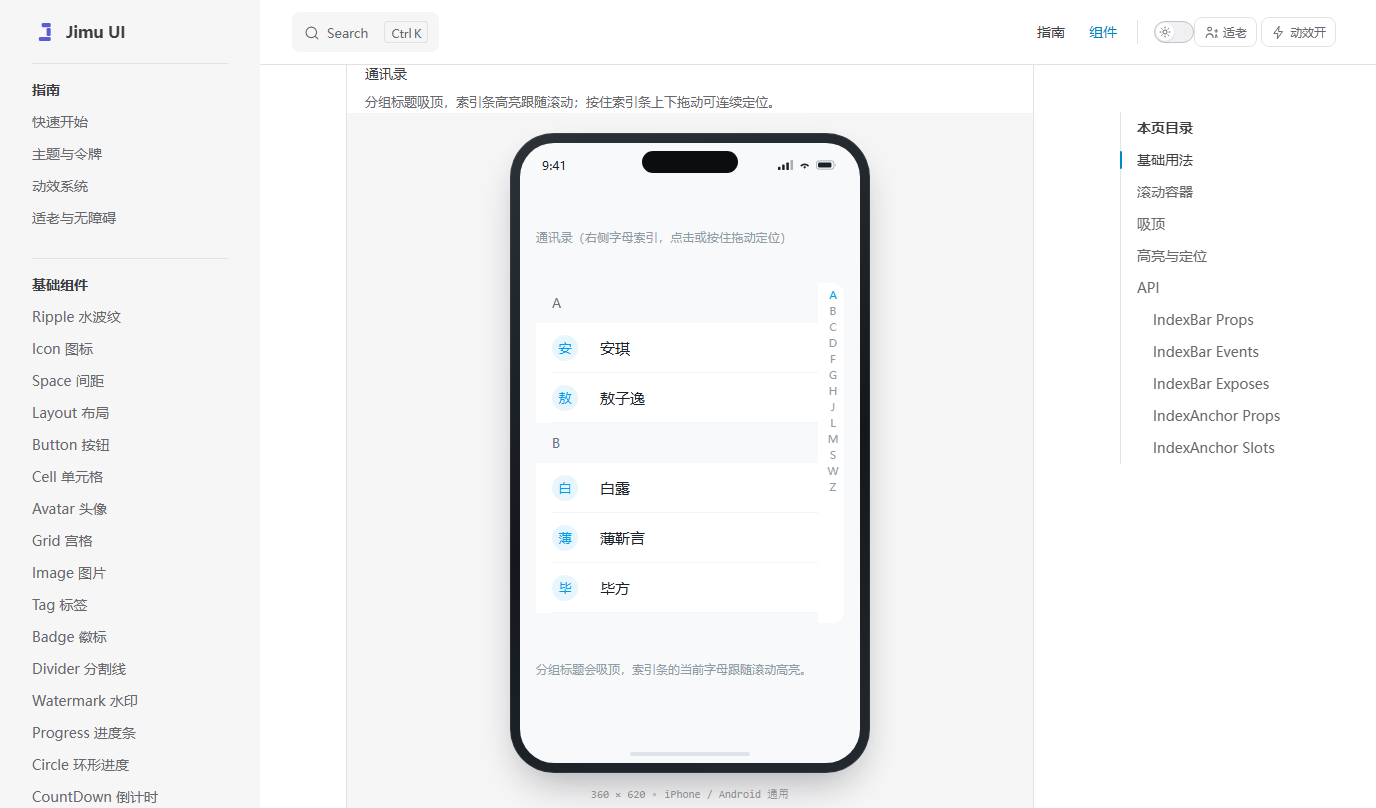 Jimu UI
Search
Ctrl K
指南
组件
适老
动效开
指南
快速开始
主题与令牌
动效系统
适老与无障碍
基础组件
Ripple 水波纹
Icon 图标
Space 间距
Layout 布局
Button 按钮
Cell 单元格
Avatar 头像
Grid 宫格
Image 图片
Tag 标签
Badge 徽标
Divider 分割线
Watermark 水印
Progress 进度条
Circle 环形进度
CountDown 倒计时
通讯录
分组标题吸顶，索引条高亮跟随滚动；按住索引条上下拖动可连续定位。
9:41
通讯录（右侧字母索引，点击或按住拖动定位）
A
安 安琪
敖 敖子逸
B
白 白露
薄 薄靳言
毕 毕方
A
B
C
D
F
G
H
J
L
M
S
W
Z
分组标题会吸顶，索引条的当前字母跟随滚动高亮。
360 × 620 · iPhone / Android 通用
本页目录
基础用法
滚动容器
吸顶
高亮与定位
API
IndexBar Props
IndexBar Events
IndexBar Exposes
IndexAnchor Props
IndexAnchor Slots